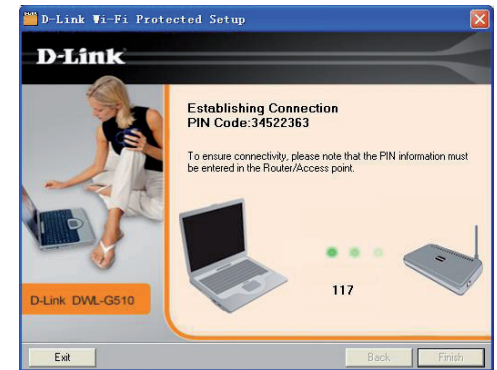 D-Link Wi-Fi Protected Setup
D-Link
Establishing Connection
PIN Code:34522363
To ensure connectivity, please note that the PIN information must
be entered in the Router/Access point.
117
D-Link DWL-G510
Exit
Back
Finish